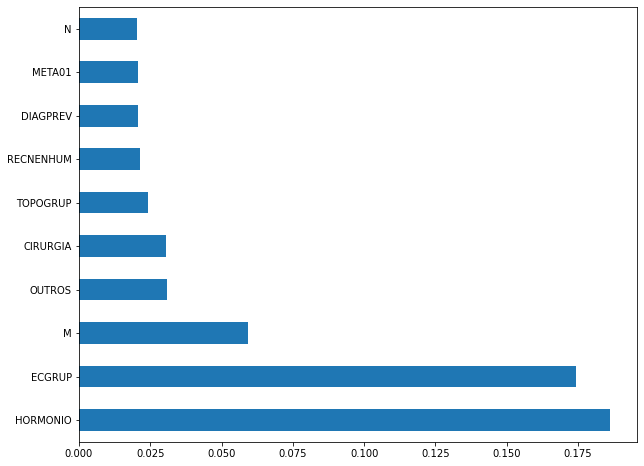 N
META01
DIAGPREV
RECNENHUM
TOPOGRUP
CIRURGIA
OUTROS
M
ECGRUP
HORMONIO
0.000 0.025 0.050 0.075 0.100 0.125 0.150 0.175